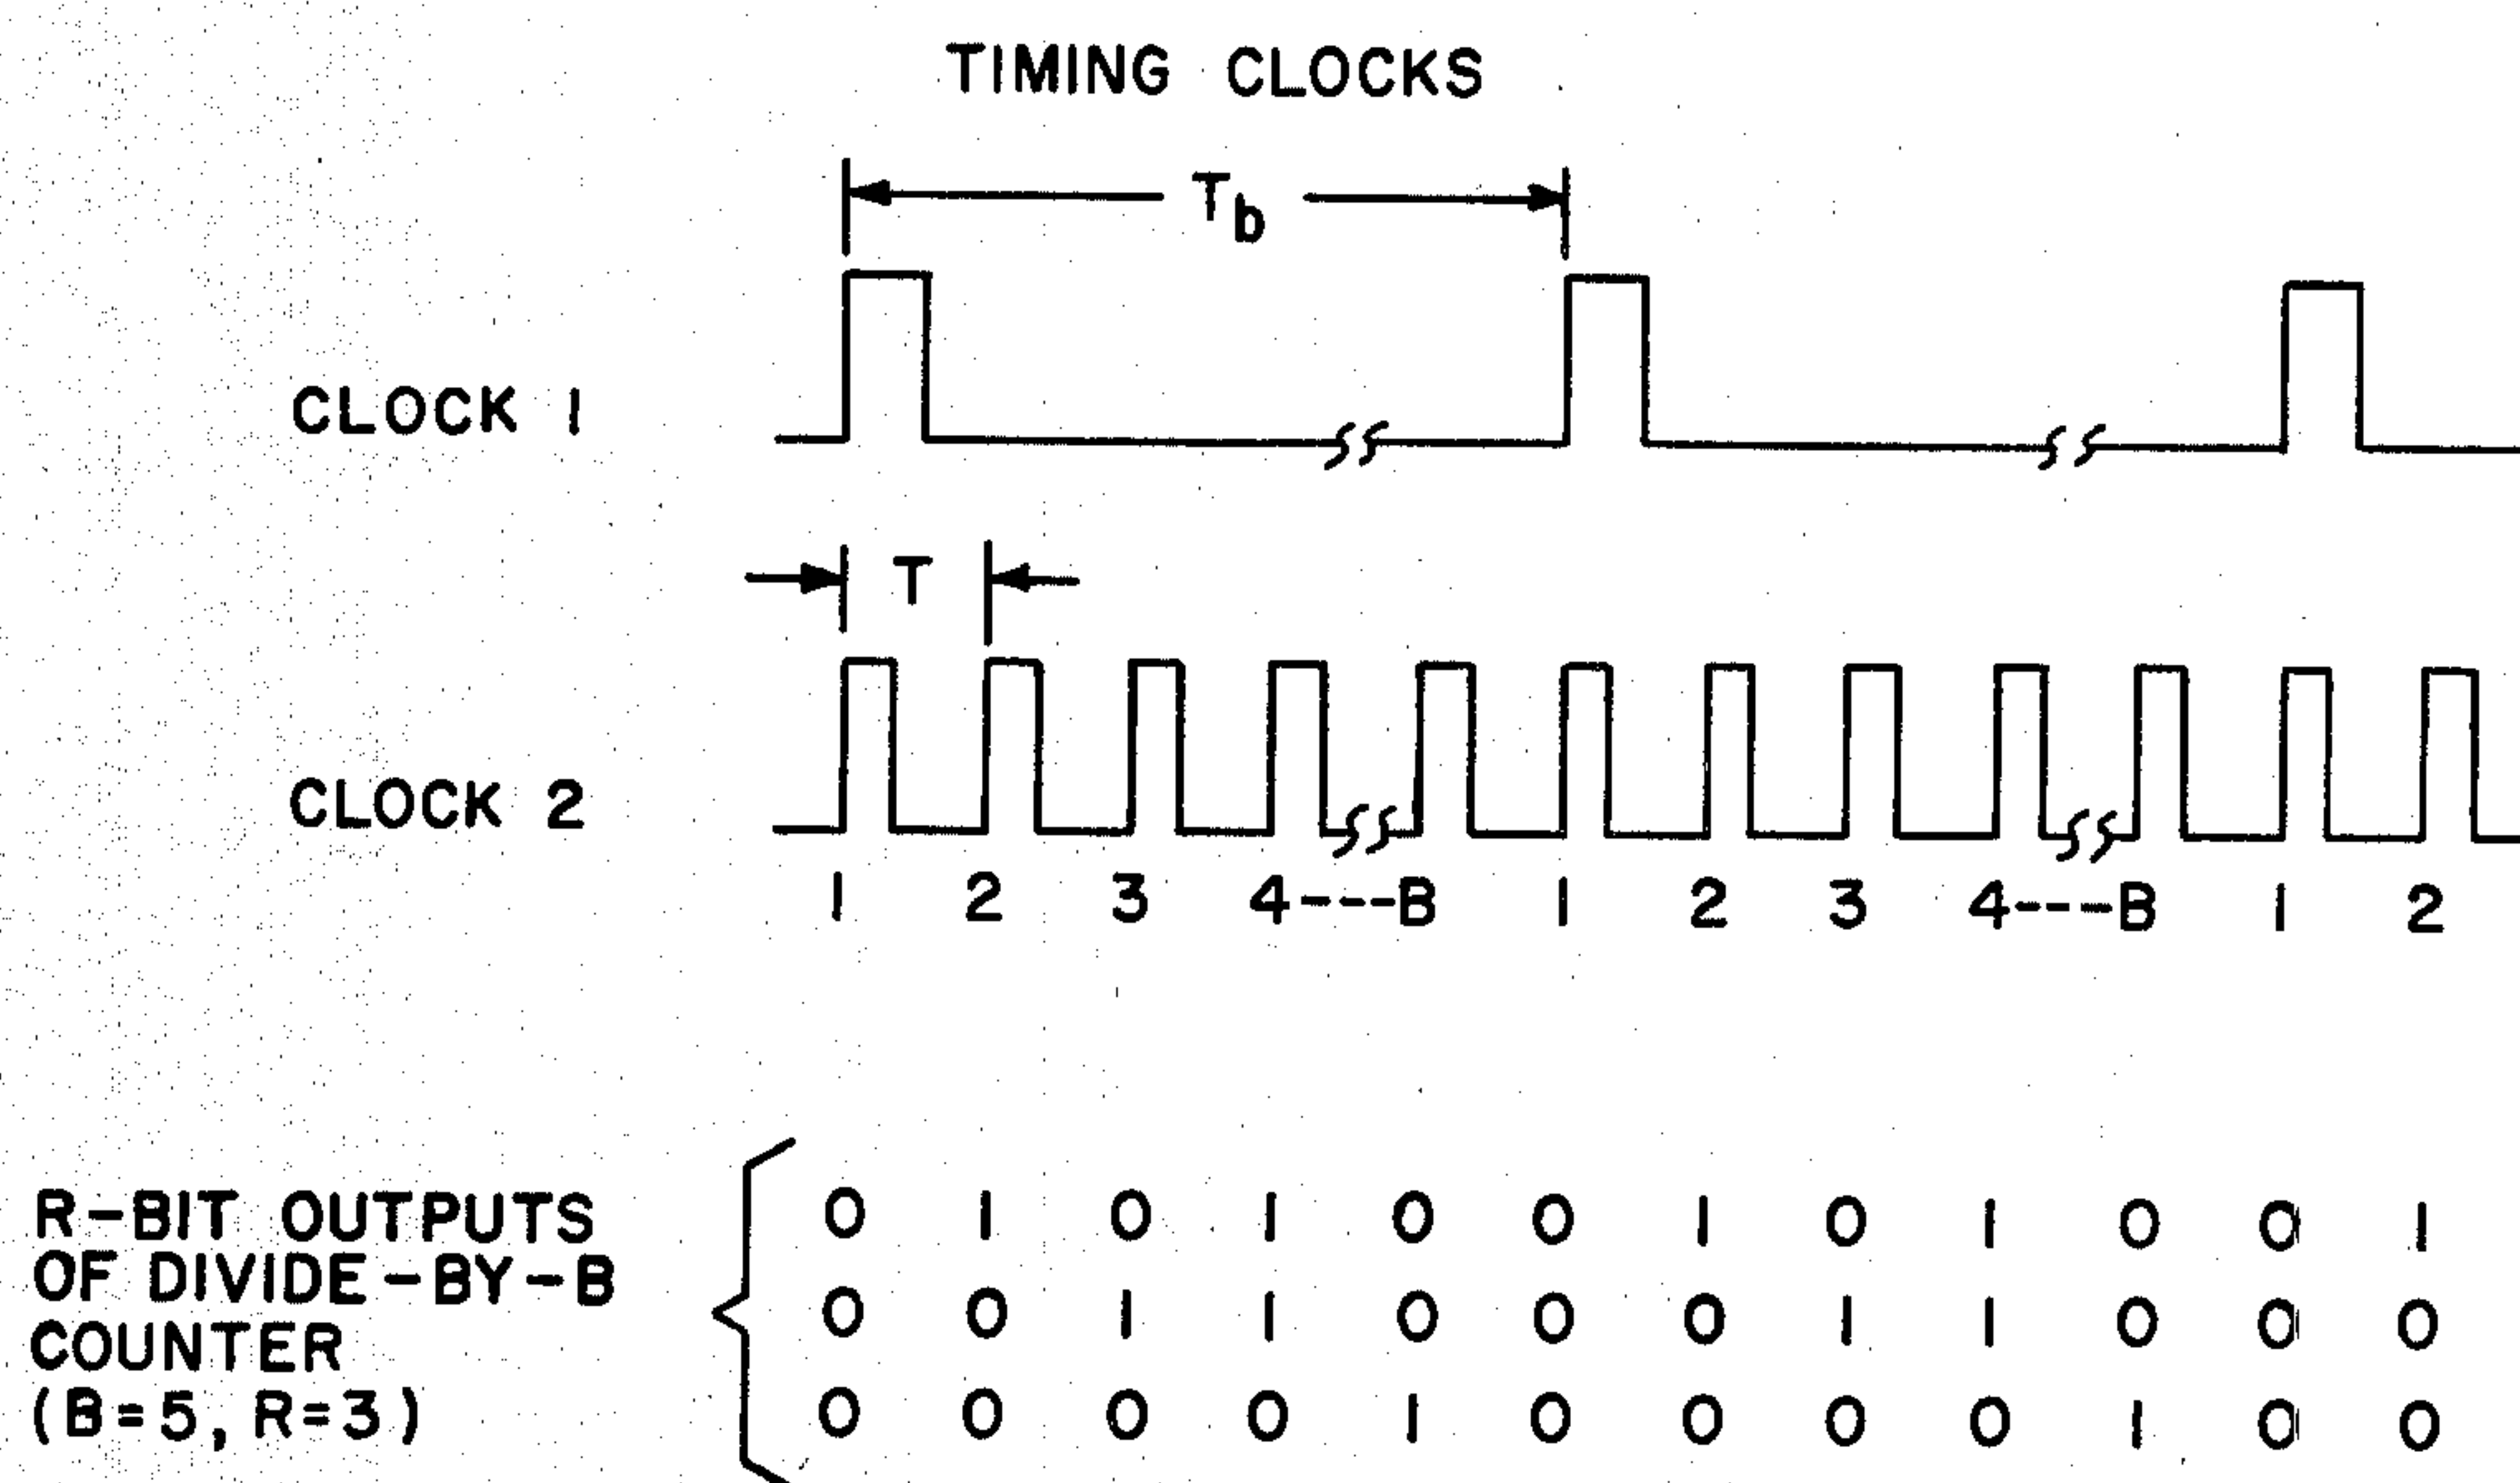 TIMING CLOCKS
Tb
CLOCK 1
T
CLOCK 2
1 2 3 4---B 1 2 3 4---B 1 2
R-BIT OUTPUTS
OF DIVIDE-BY-B
COUNTER
(B=5, R=3)
0 1 0 1 0 0 1 0 1 0 0 1
0 0 1 1 0 0 0 1 1 0 0 0
0 0 0 0 1 0 0 0 0 1 0 0